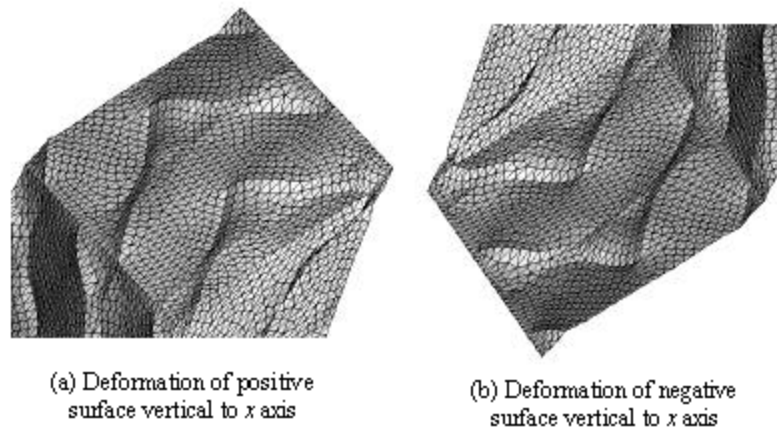 (a) Deformation of positive
surface vertical to x axis
(b) Deformation of negative
surface vertical to x axis